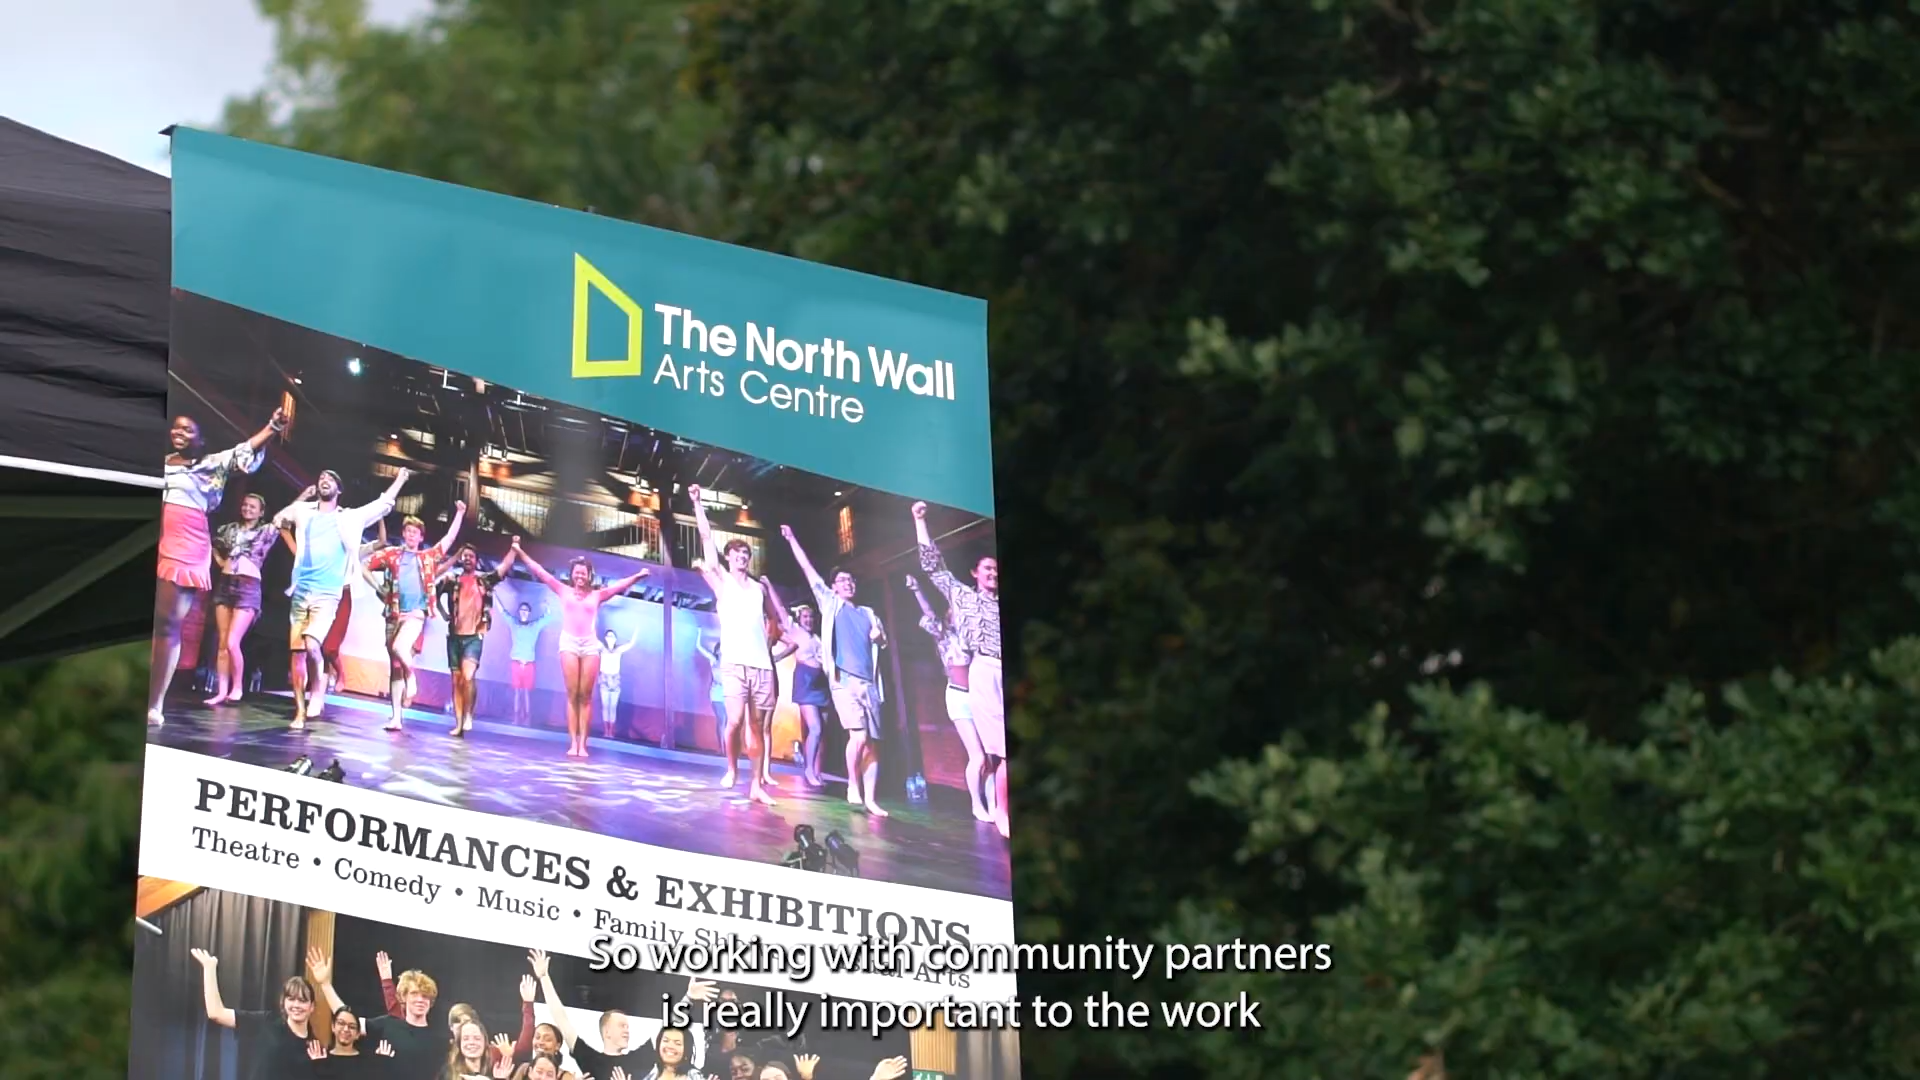 The North Wall
Arts Centre
PERFORMANCES & EXHIBITIONS
Theatre • Comedy • Music • Family Arts
So working with community partners
is really important to the work